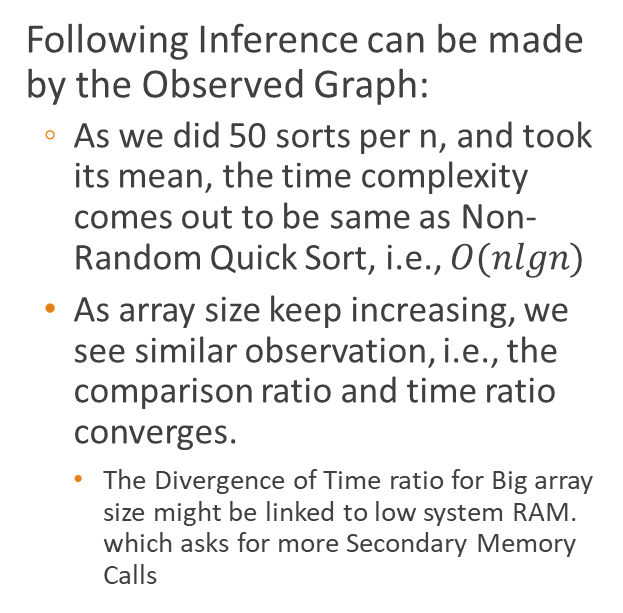 Following Inference can be made
by the Observed Graph:
◦ As we did 50 sorts per n, and took
its mean, the time complexity
comes out to be same as Non-
Random Quick Sort, i.e., 𝑂(𝑛𝑙𝑔𝑛)
• As array size keep increasing, we
see similar observation, i.e., the
comparison ratio and time ratio
converges.
• The Divergence of Time ratio for Big array
size might be linked to low system RAM.
which asks for more Secondary Memory
Calls